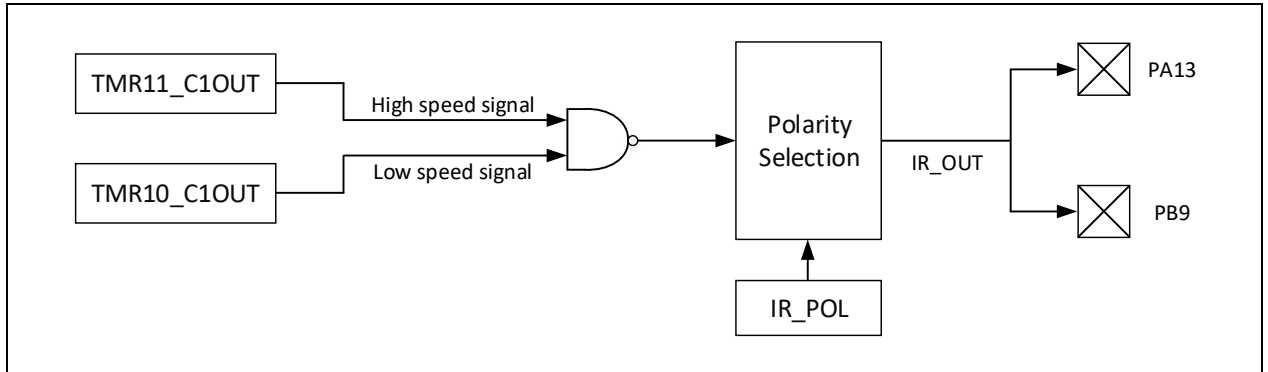 TMR11_C1OUT
High speed signal
TMR10_C1OUT
Low speed signal
Polarity
Selection
IR_OUT
PA13
PB9
IR_POL